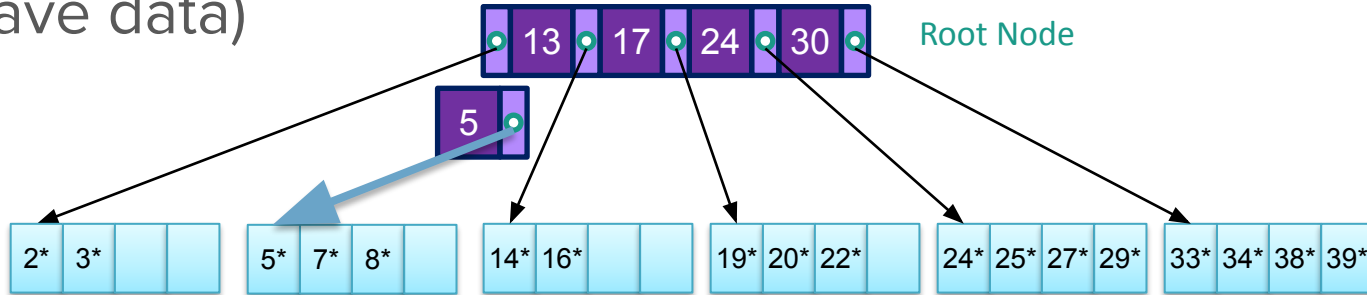 ave data)
13 17 24 30
Root Node
5
2* 3*
5* 7* 8*
14* 16*
19* 20* 22*
24* 25* 27* 29*
33* 34* 38* 39*